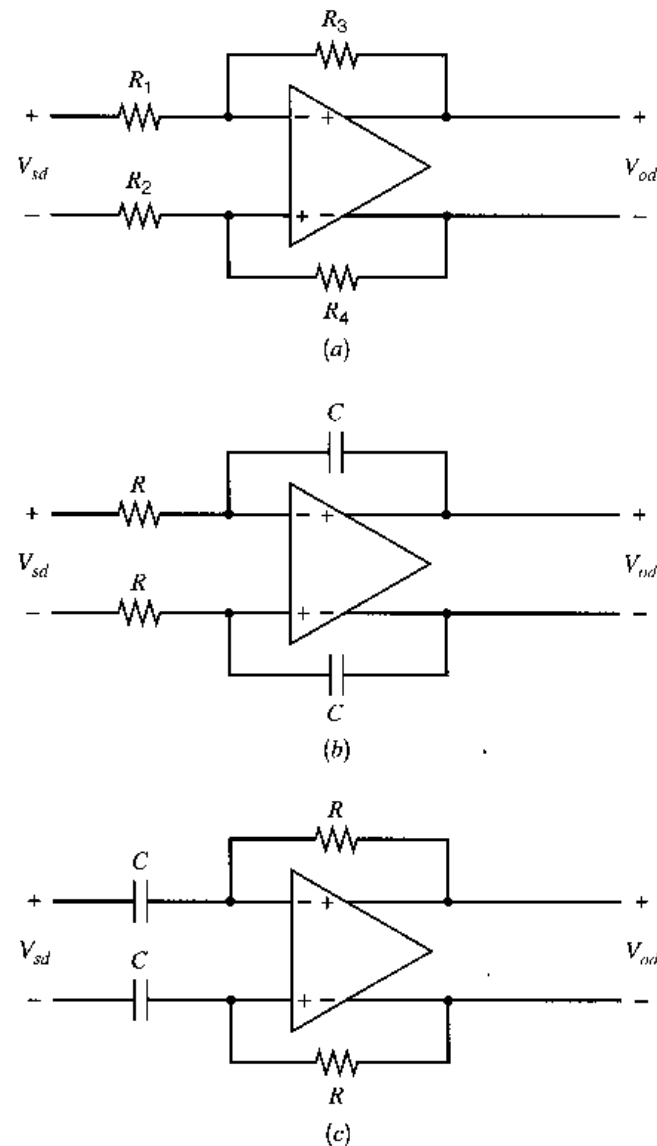 R3
R1
+ - + +
Vsd Vod
R2
- + - -
R4
(a)
C
R
+ - + +
Vsd Vod
R
- + - -
C
(b)
R
C
+ - + +
Vsd Vod
C
- + - -
R
(c)